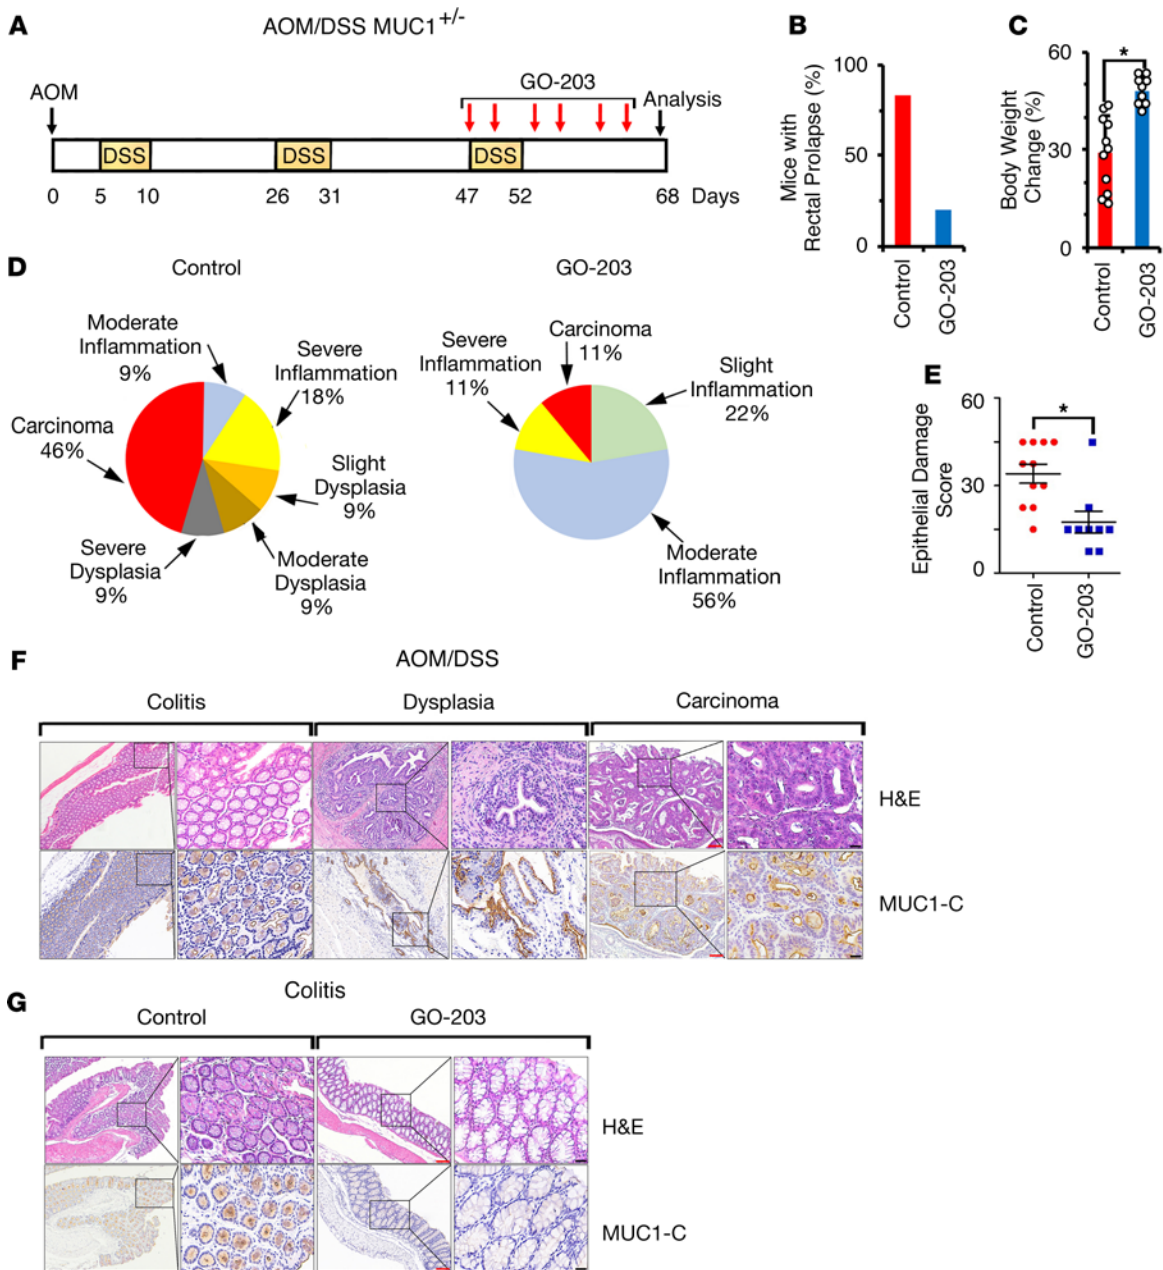 A
AOM/DSS MUC1+/-
AOM
GO-203
Analysis
DSS
DSS
DSS
0 5 10 26 31 47 52 68 Days
B
Mice with
Rectal Prolapse (%)
100
50
0
Control
GO-203
C
Body Weight
Change (%)
60
30
0
*
Control
GO-203
D
Control
Moderate
Inflammation
9%
Severe
Inflammation
18%
Carcinoma
46%
Slight
Dysplasia
9%
Severe
Dysplasia
9%
Moderate
Dysplasia
9%
GO-203
Carcinoma
11%
Severe
Inflammation
11%
Slight
Inflammation
22%
Moderate
Inflammation
56%
E
Epithelial Damage
Score
60
30
0
*
Control
GO-203
F
AOM/DSS
Colitis
Dysplasia
Carcinoma
H&E
MUC1-C
G
Colitis
Control
GO-203
H&E
MUC1-C